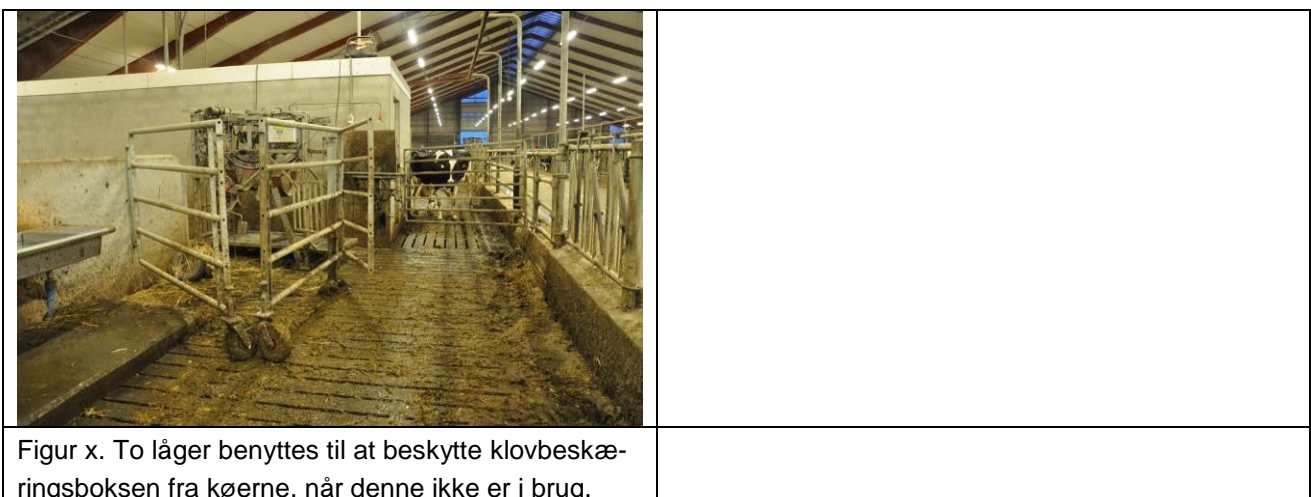 Figur x. To låger benyttes til at beskytte klovbeskæ-
ringsboksen fra køerne, når denne ikke er i brug.